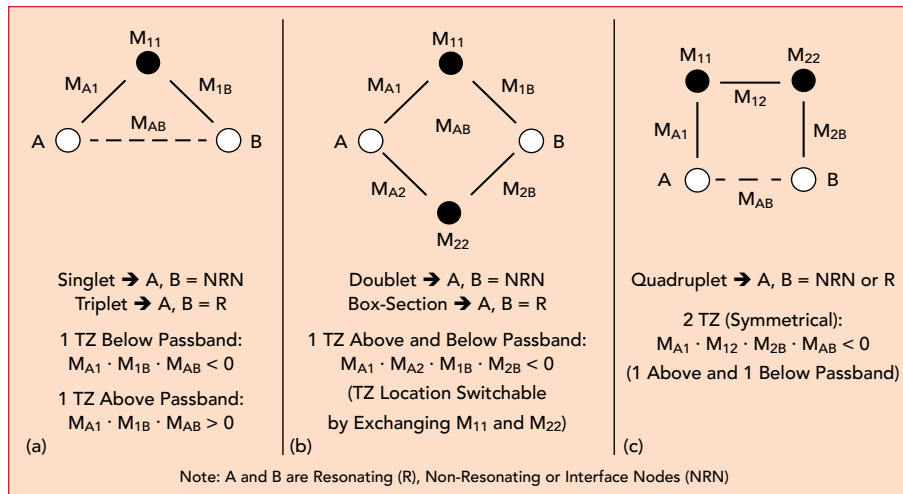 M11
MA1
M1B
A
MAB
B
Singlet ➔ A, B = NRN
Triplet ➔ A, B = R
1 TZ Below Passband:
MA1 · M1B · MAB < 0
1 TZ Above Passband:
MA1 · M1B · MAB > 0
(a)
M11
MA1
M1B
A
MAB
B
MA2
M2B
M22
Doublet ➔ A, B = NRN
Box-Section ➔ A, B = R
1 TZ Above and Below Passband:
MA1 · MA2 · M1B · M2B < 0
(TZ Location Switchable
by Exchanging M11 and M22)
(b)
M11
M22
M12
MA1
M2B
A
B
MAB
Quadruplet ➔ A, B = NRN or R
2 TZ (Symmetrical):
MA1 · M12 · M2B · MAB < 0
(1 Above and 1 Below Passband)
(c)
Note: A and B are Resonating (R), Non-Resonating or Interface Nodes (NRN)